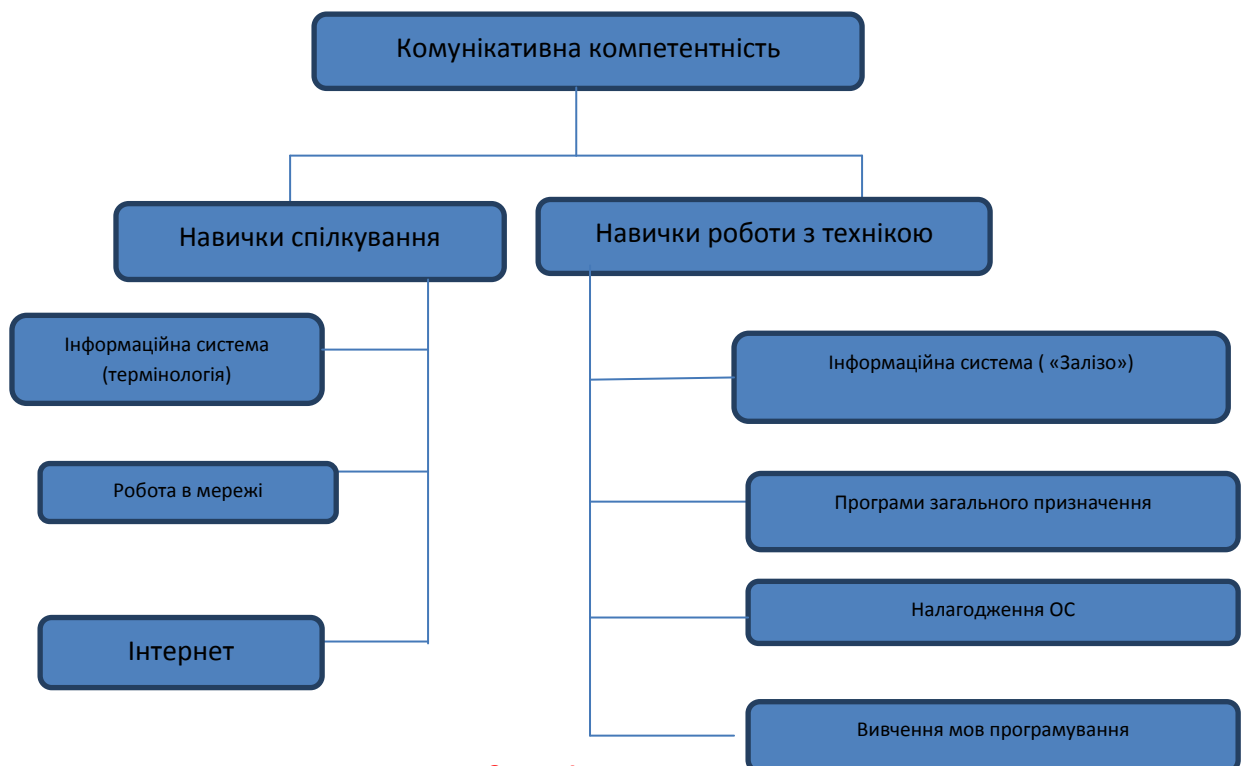 Комунікативна компетентність
Навички спілкування
Навички роботи з технікою
Інформаційна система
(термінологія)
Робота в мережі
Інтернет
Інформаційна система ( «Залізо»)
Програми загального призначення
Налагодження ОС
Вивчення мов програмування